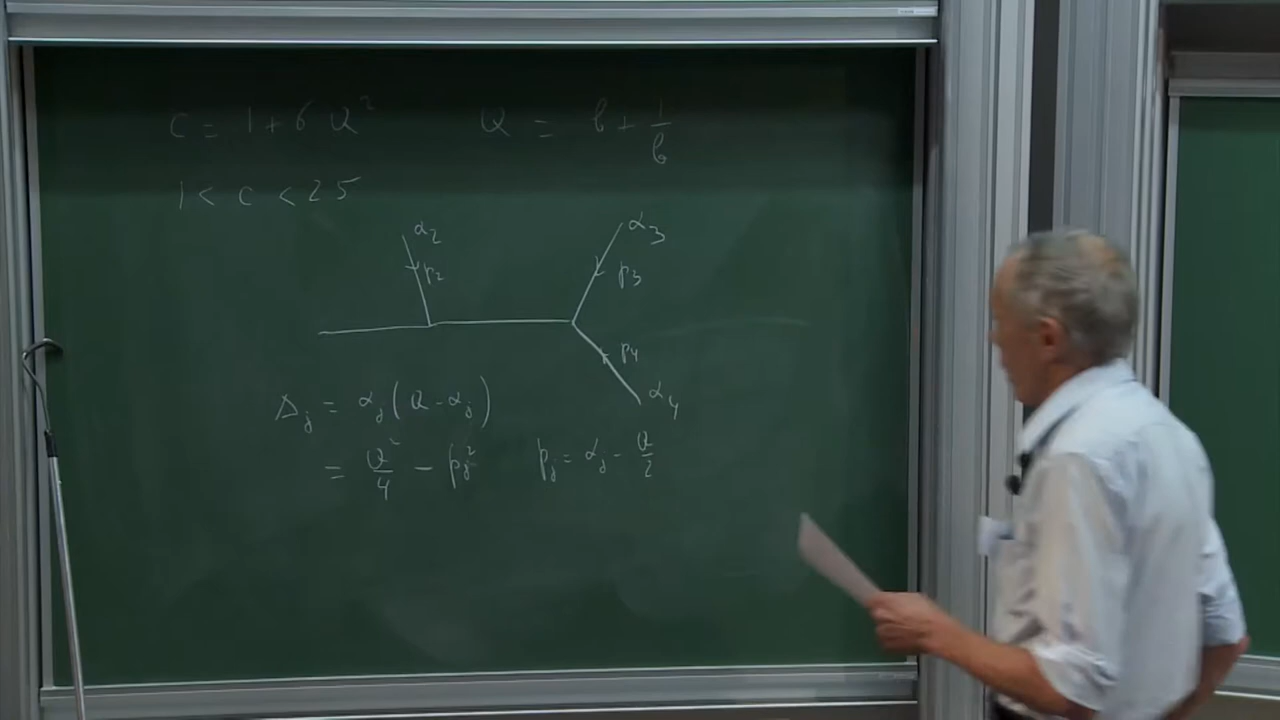 c = 1 + 6 Q² Q = b + 1/b
1 < c < 25
α₂ α₃
p₂ p₃
p₄
α₄
Δⱼ = αⱼ (Q - αⱼ)
= Q²/4 - pⱼ² pⱼ = αⱼ - Q/2